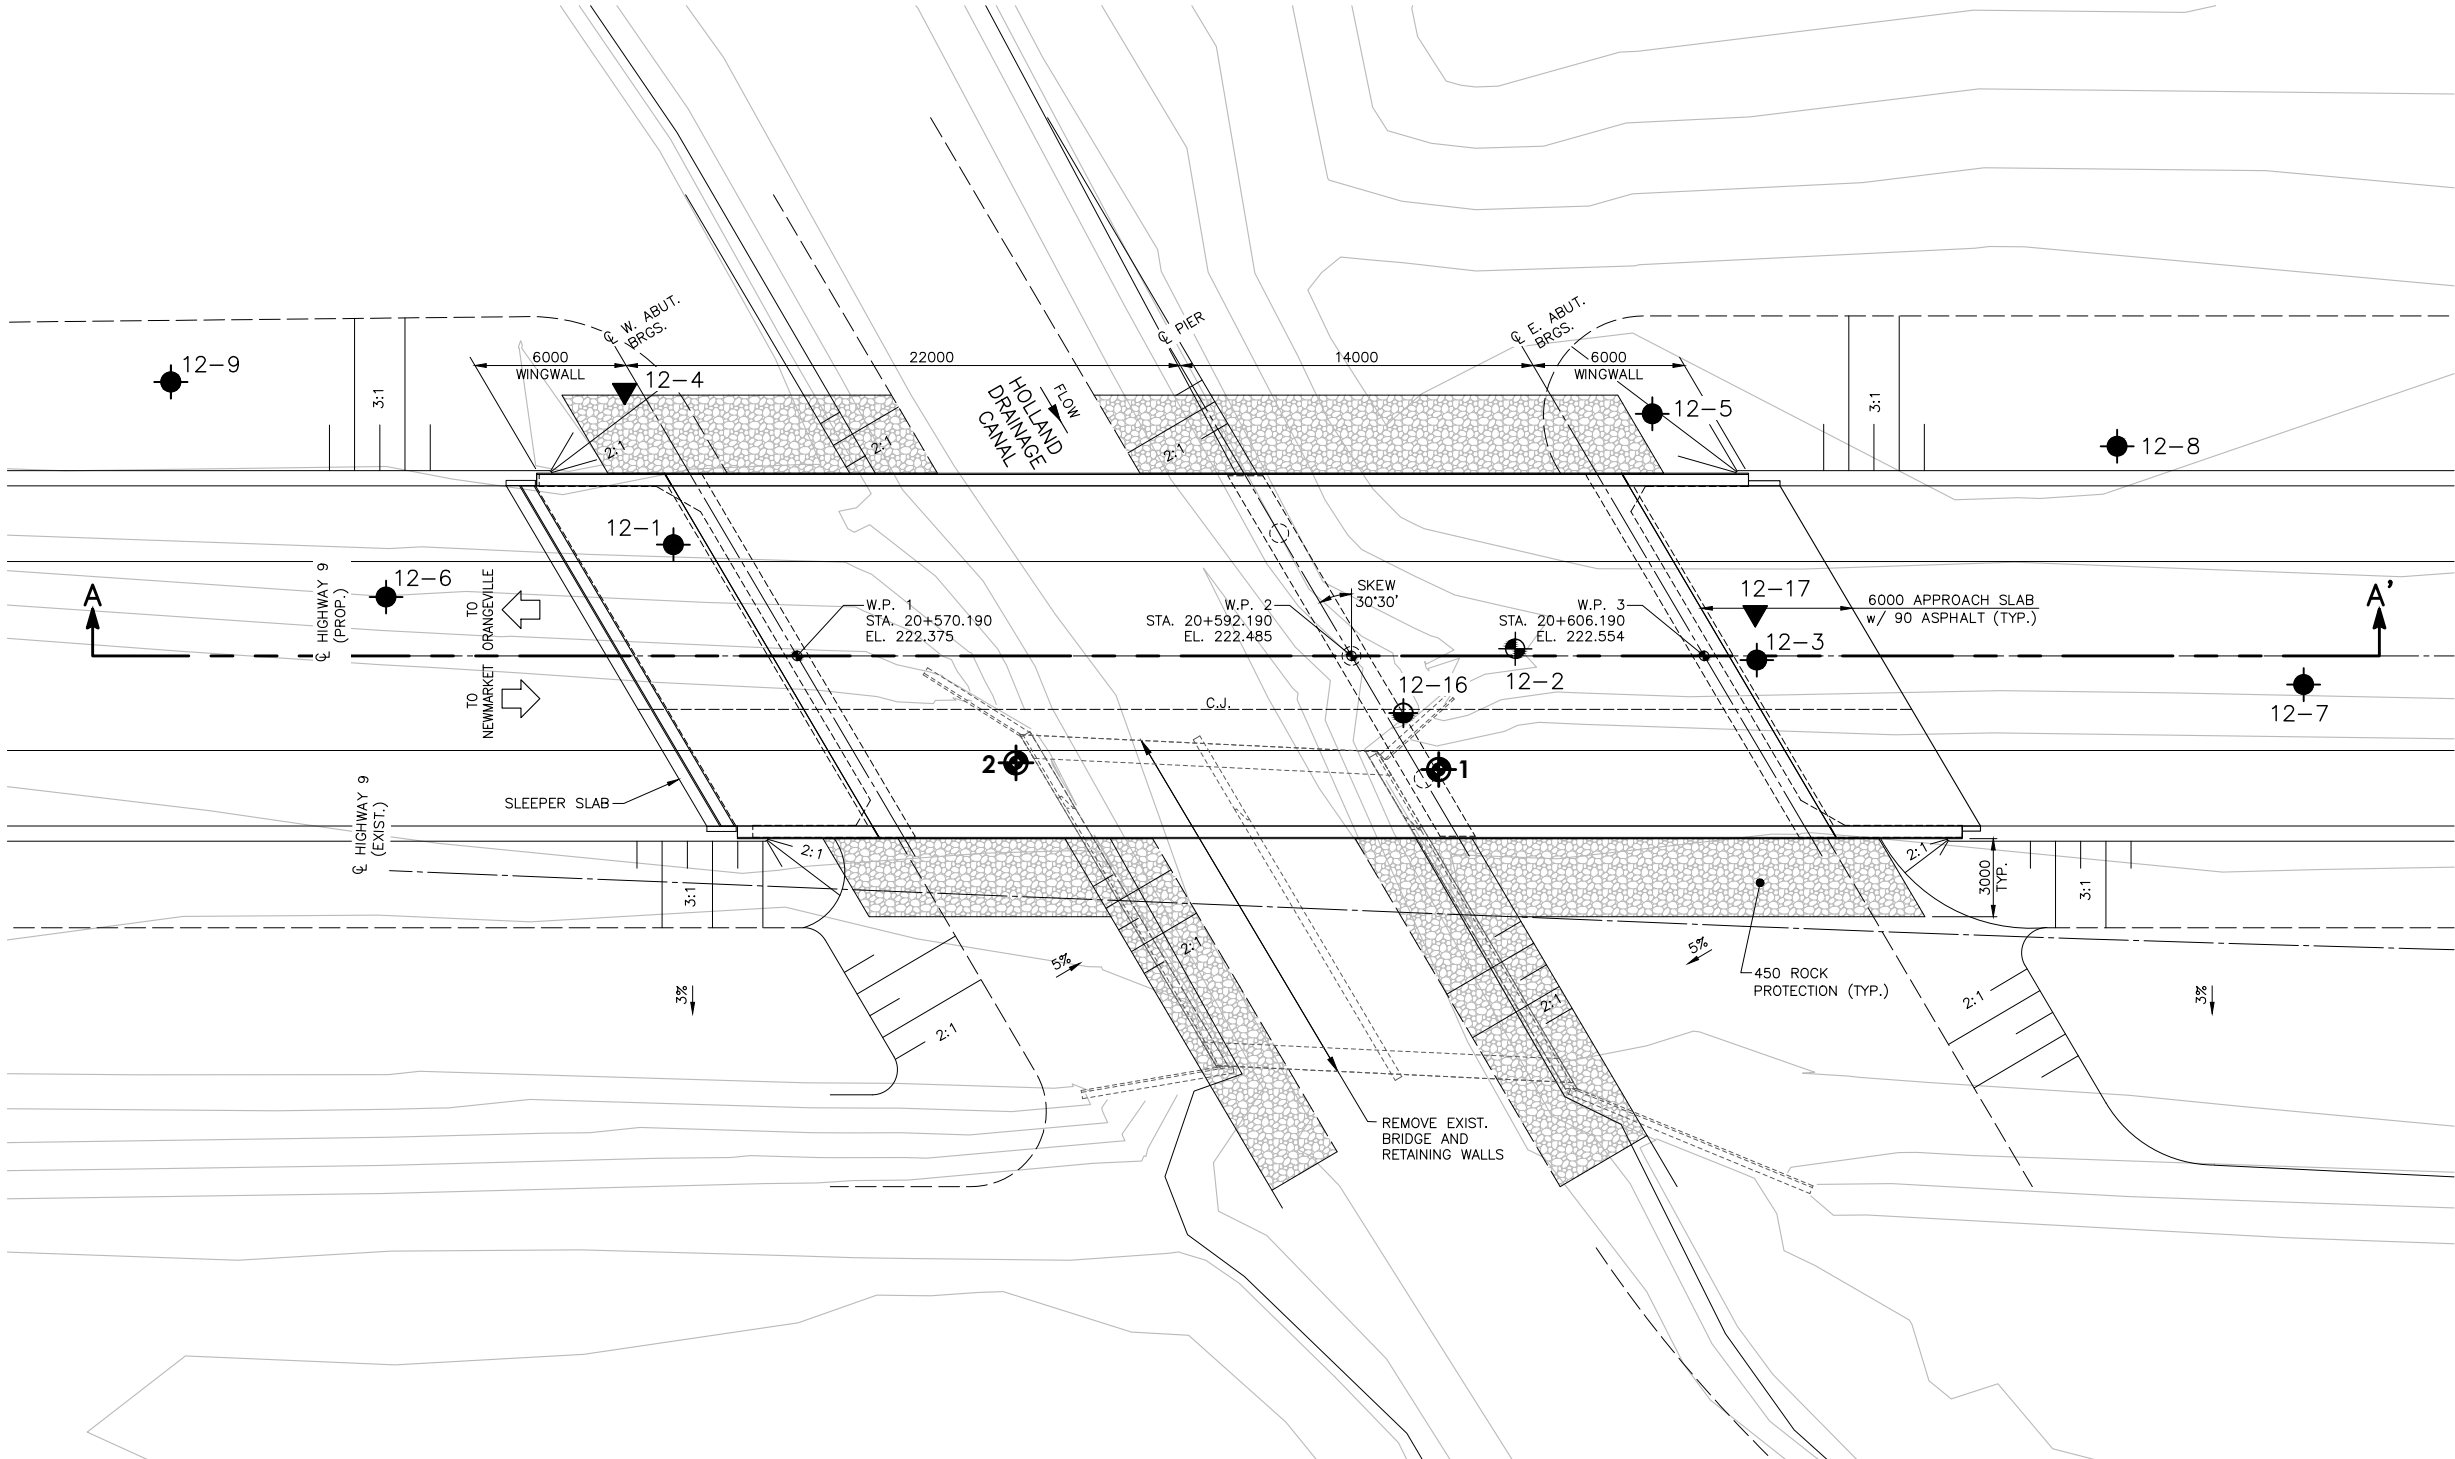 ℄ W. ABUT.
BRGS.
℄ PIER
℄ E. ABUT.
BRGS.
6000
WINGWALL
22000
14000
6000
WINGWALL
12-9
12-4
12-5
12-8
3:1
3:1
HOLLAND
DRAINAGE
CANAL
FLOW
2:1
2:1
2:1
12-1
12-6
℄ HIGHWAY 9
(PROP.)
TO
ORANGEVILLE
TO
NEWMARKET
A
A'
W.P. 1
STA. 20+570.190
EL. 222.375
W.P. 2
STA. 20+592.190
EL. 222.485
SKEW
30°30'
W.P. 3
STA. 20+606.190
EL. 222.554
12-17
6000 APPROACH SLAB
w/ 90 ASPHALT (TYP.)
12-3
12-2
12-16
12-7
C.J.
2
1
SLEEPER SLAB
℄ HIGHWAY 9
(EXIST.)
2:1
2:1
3000
TYP.
3:1
3:1
2:1
5%
5%
450 ROCK
PROTECTION (TYP.)
3%
3%
2:1
2:1
2:1
REMOVE EXIST.
BRIDGE AND
RETAINING WALLS